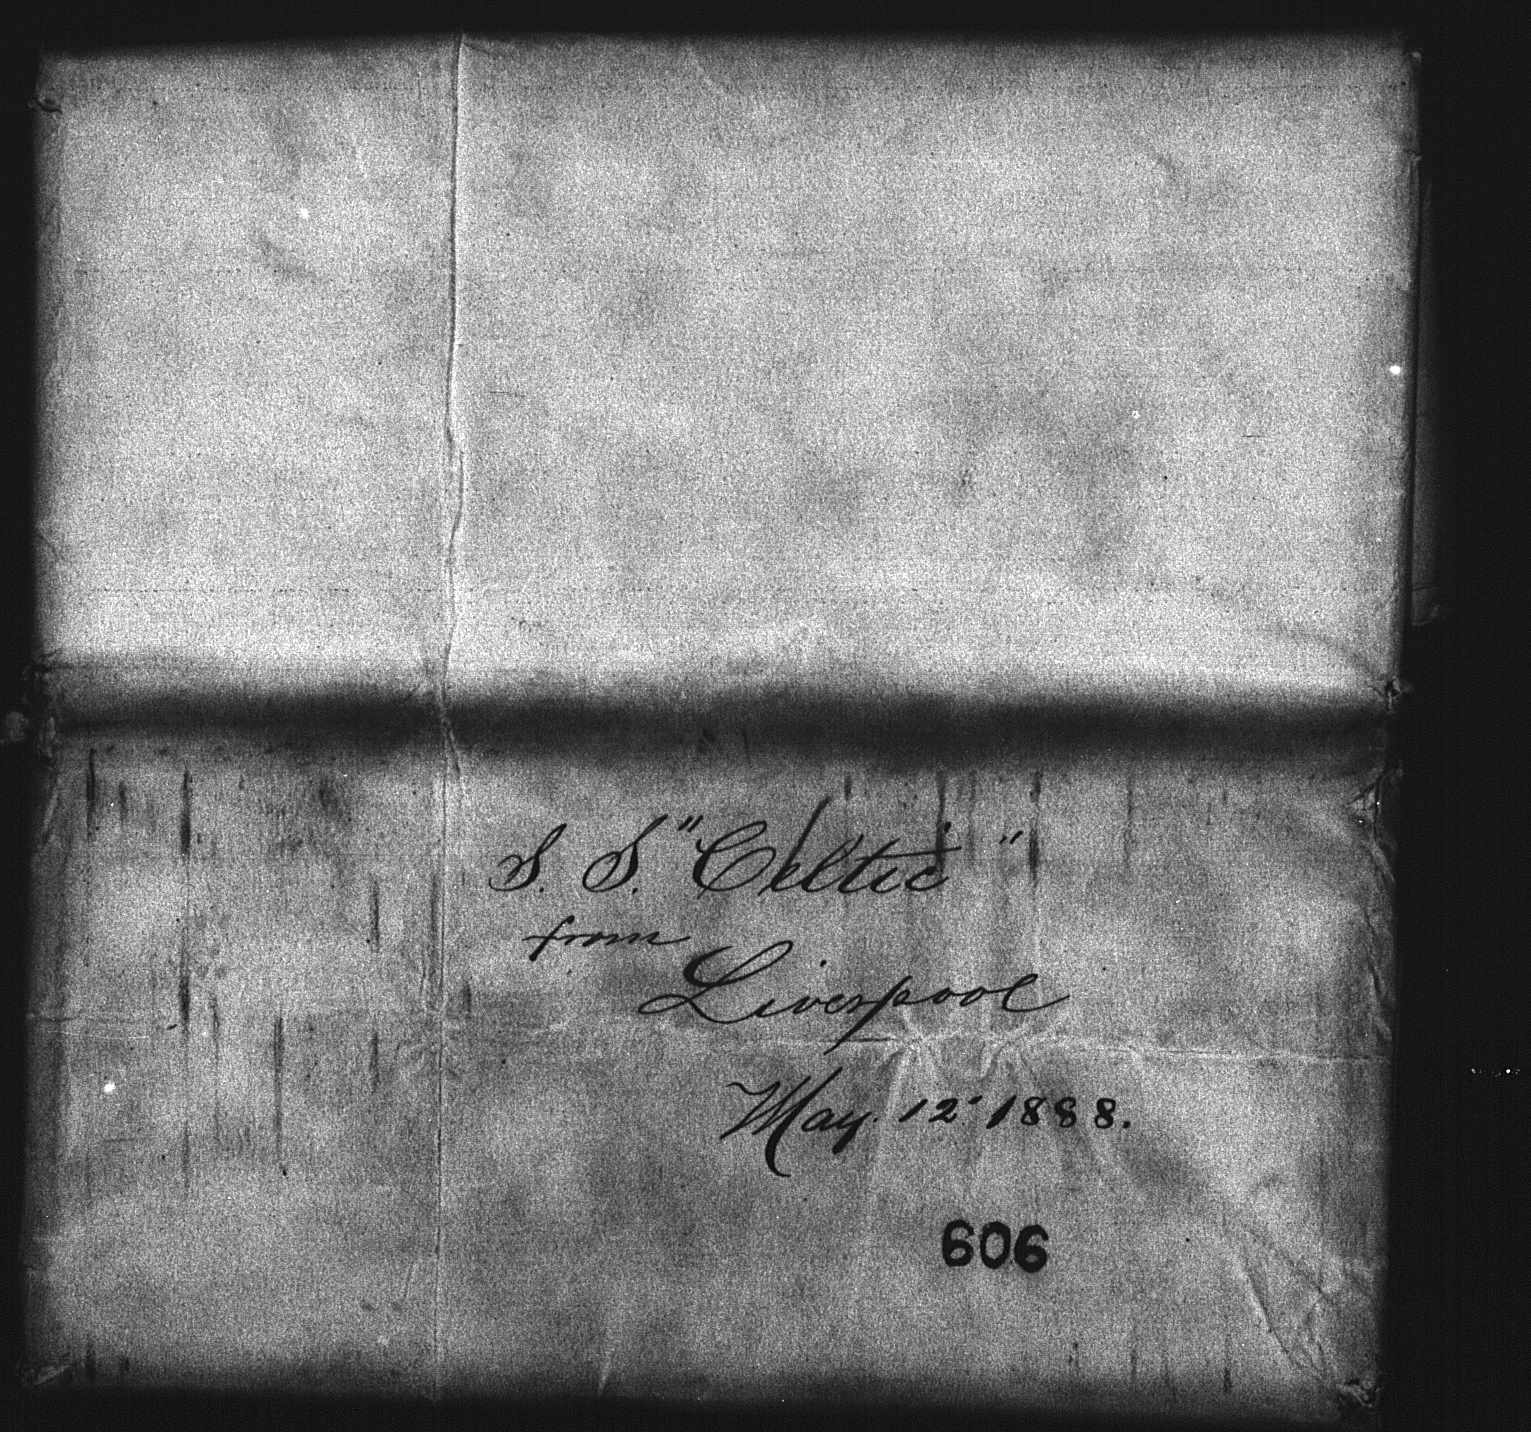 S. S. "Celtic"
from
Liverpool
May. 12. 1888.
606